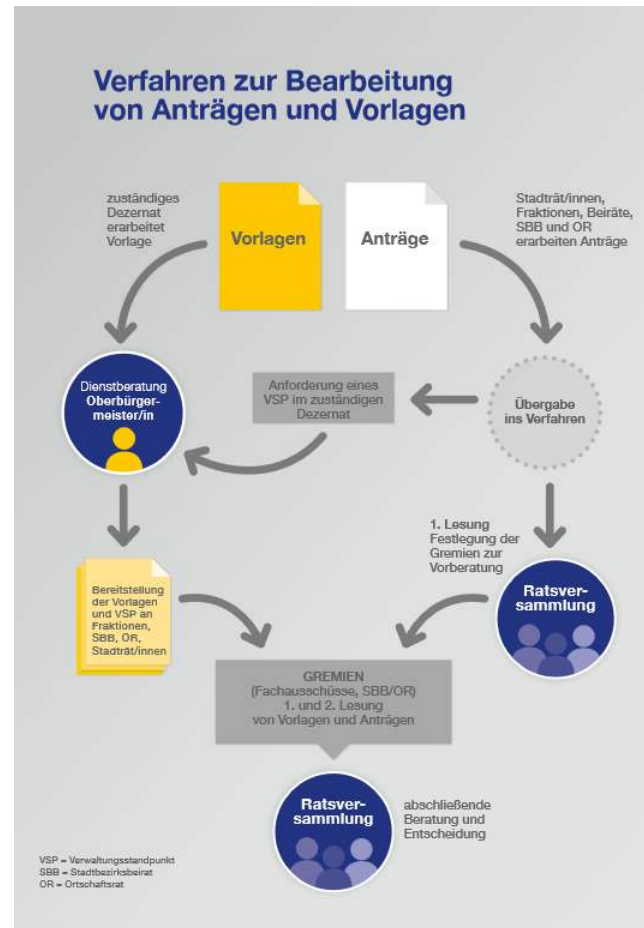 Verfahren zur Bearbeitung
von Anträgen und Vorlagen
zuständiges
Dezernat
erarbeitet
Vorlage
Vorlagen
Anträge
Stadträt/innen,
Fraktionen, Beiräte,
SBB und OR
erarbeiten Anträge
Dienstberatung
Oberbürger-
meister/in
Anforderung eines
VSP im zuständigen
Dezernat
Übergabe
ins Verfahren
1. Lesung
Festlegung der
Gremien zur
Vorberatung
Ratsver-
sammlung
Bereitstellung
der Vorlagen
und VSP an
Fraktionen,
SBB, OR,
Stadträt/innen
GREMIEN
(Fachausschüsse, SBB/OR)
1. und 2. Lesung
von Vorlagen und Anträgen
Ratsver-
sammlung
abschließende
Beratung und
Entscheidung
VSP = Verwaltungsstandpunkt
SBB = Stadtbezirksbeirat
OR = Ortschaftsrat